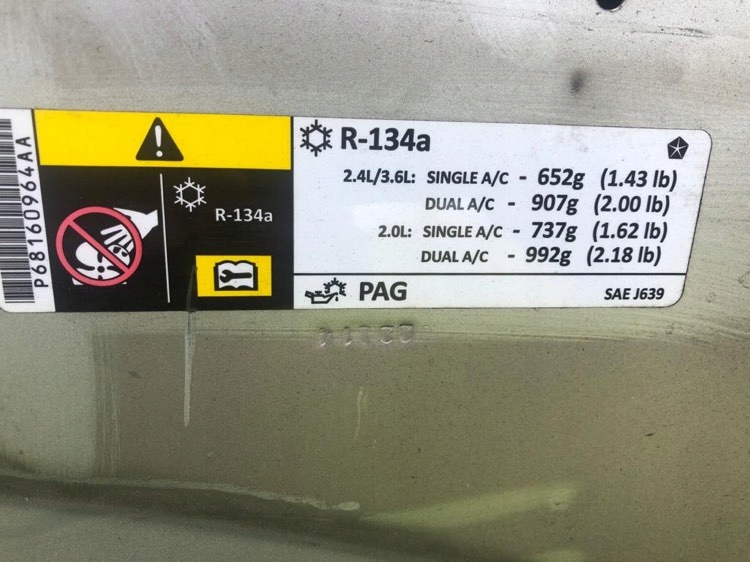 P68160964AA
R-134a
R-134a
2.4L/3.6L: SINGLE A/C - 652g (1.43 lb)
DUAL A/C - 907g (2.00 lb)
2.0L: SINGLE A/C - 737g (1.62 lb)
DUAL A/C - 992g (2.18 lb)
PAG
SAE J639